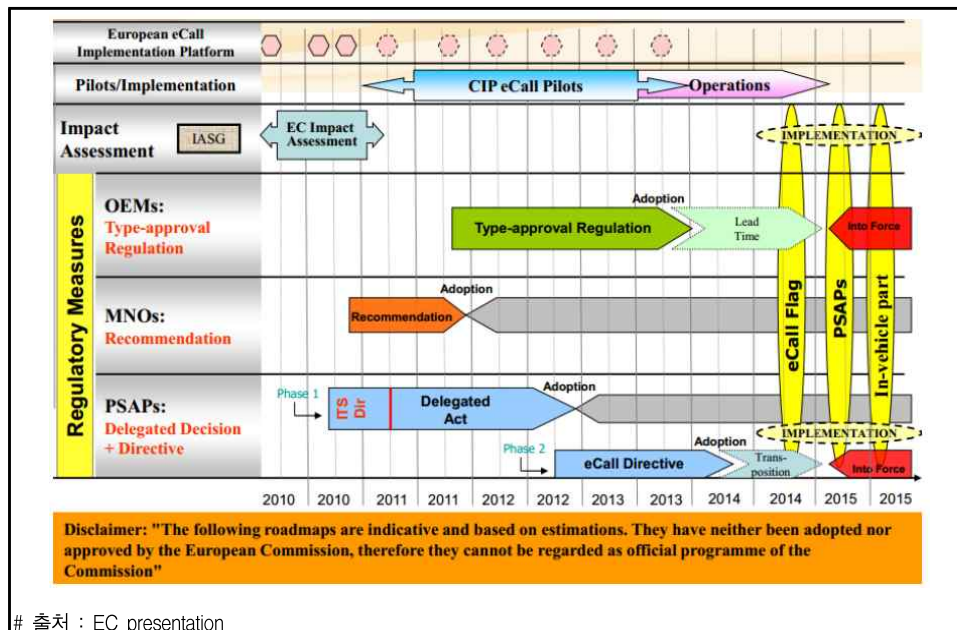 European eCall
Implementation Platform
Pilots/Implementation
CIP eCall Pilots
Operations
Impact
Assessment
IASG
EC Impact
Assessment
IMPLEMENTATION
Regulatory Measures
OEMs:
Type-approval
Regulation
Type-approval Regulation
Adoption
Lead
Time
Into Force
MNOs:
Recommendation
Recommendation
Adoption
eCall Flag
PSAPs
In-vehicle part
PSAPs:
Delegated Decision
+ Directive
Phase 1
ITS
Dir
Delegated
Act
Adoption
IMPLEMENTATION
Phase 2
eCall Directive
Adoption
Trans-
position
Into Force
2010 2010 2011 2011 2012 2012 2013 2013 2014 2014 2015 2015
Disclaimer: "The following roadmaps are indicative and based on estimations. They have neither been adopted nor
approved by the European Commission, therefore they cannot be regarded as official programme of the
Commission"
# 출처 : EC presentation